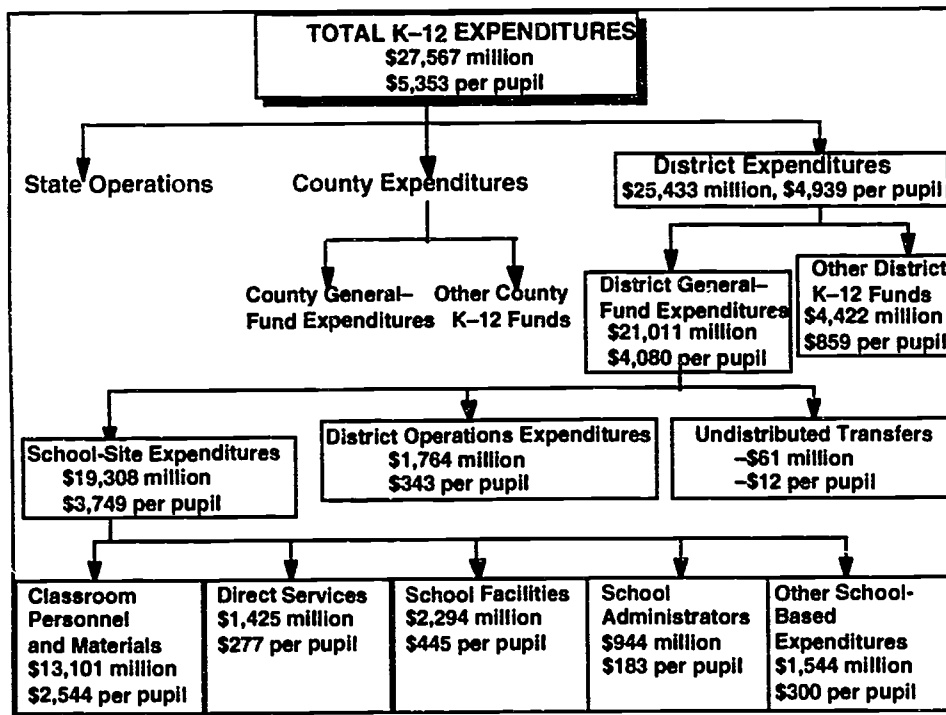 TOTAL K–12 EXPENDITURES
$27,567 million
$5,353 per pupil
State Operations
County Expenditures
District Expenditures
$25,433 million, $4,939 per pupil
County General–
Fund Expenditures
Other County
K–12 Funds
District General–
Fund Expenditures
$21,011 million
$4,080 per pupil
Other District
K–12 Funds
$4,422 million
$859 per pupil
School-Site Expenditures
$19,308 million
$3,749 per pupil
District Operations Expenditures
$1,764 million
$343 per pupil
Undistributed Transfers
–$61 million
–$12 per pupil
Classroom
Personnel
and Materials
$13,101 million
$2,544 per pupil
Direct Services
$1,425 million
$277 per pupil
School Facilities
$2,294 million
$445 per pupil
School
Administrators
$944 million
$183 per pupil
Other School-
Based
Expenditures
$1,544 million
$300 per pupil